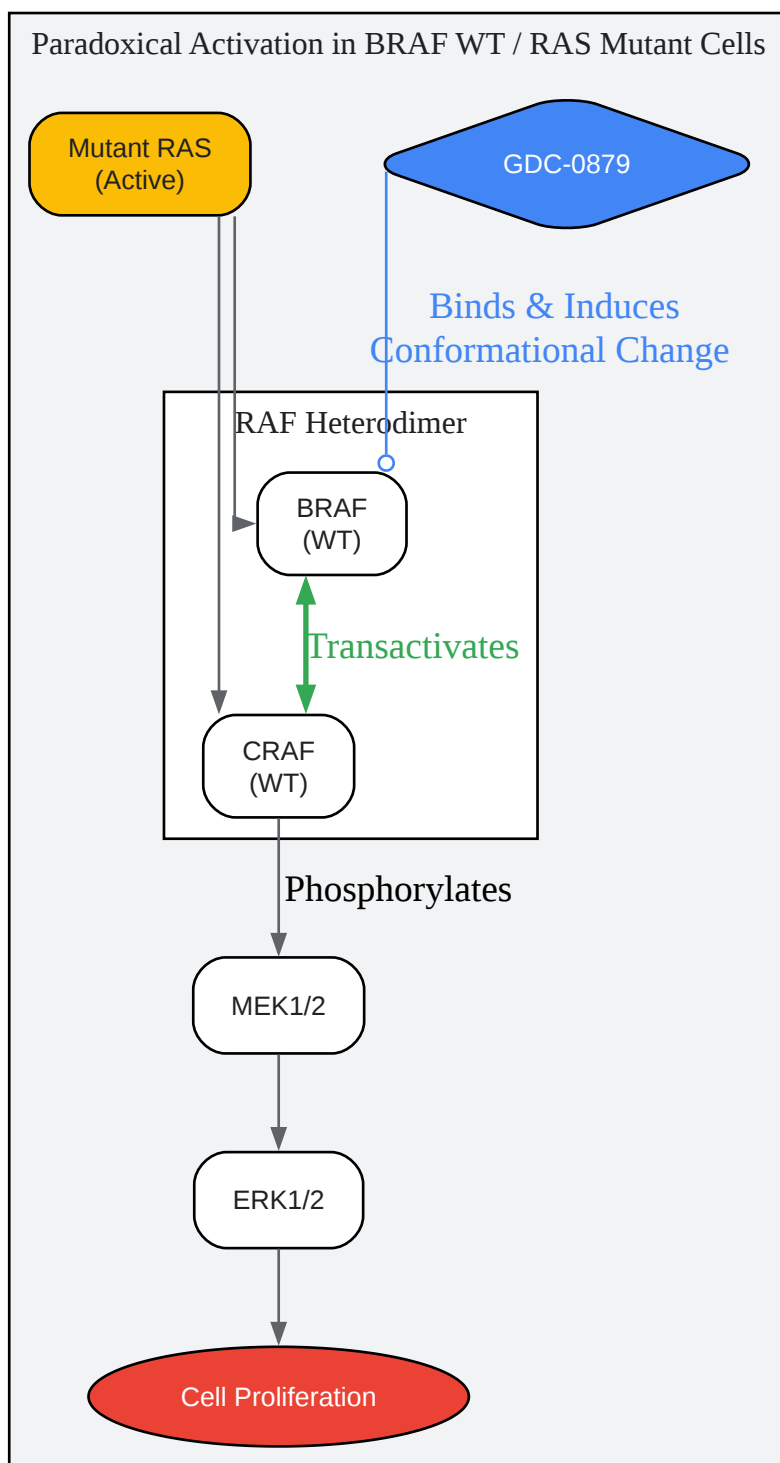 Paradoxical Activation in BRAF WT / RAS Mutant Cells
Mutant RAS
(Active)
GDC-0879
Binds & Induces
Conformational Change
RAF Heterodimer
BRAF
(WT)
Transactivates
CRAF
(WT)
Phosphorylates
MEK1/2
ERK1/2
Cell Proliferation